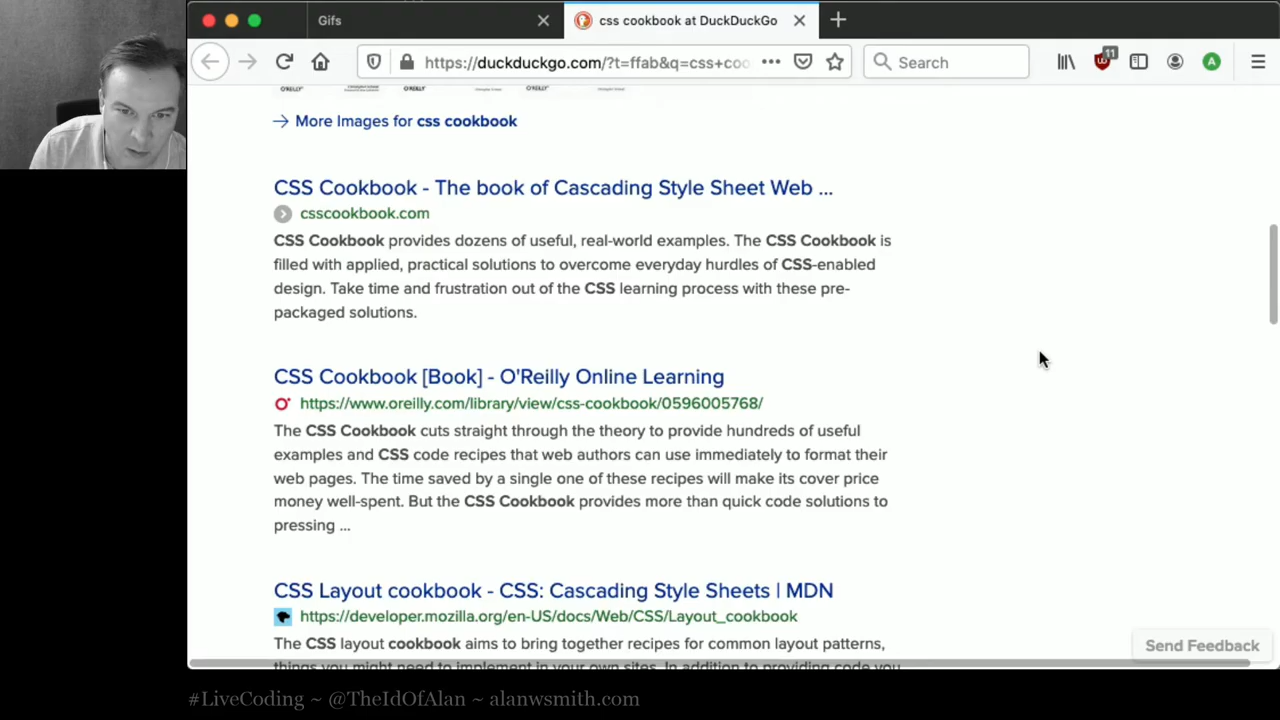 Gifs
css cookbook at DuckDuckGo
https://duckduckgo.com/?t=ffab&q=css+coo
Search
11
A
O'REILLY O'REILLY O'REILLY
→ More Images for css cookbook
CSS Cookbook - The book of Cascading Style Sheet Web ...
csscookbook.com
CSS Cookbook provides dozens of useful, real-world examples. The CSS Cookbook is
filled with applied, practical solutions to overcome everyday hurdles of CSS-enabled
design. Take time and frustration out of the CSS learning process with these pre-
packaged solutions.
CSS Cookbook [Book] - O'Reilly Online Learning
https://www.oreilly.com/library/view/css-cookbook/0596005768/
The CSS Cookbook cuts straight through the theory to provide hundreds of useful
examples and CSS code recipes that web authors can use immediately to format their
web pages. The time saved by a single one of these recipes will make its cover price
money well-spent. But the CSS Cookbook provides more than quick code solutions to
pressing ...
CSS Layout cookbook - CSS: Cascading Style Sheets | MDN
https://developer.mozilla.org/en-US/docs/Web/CSS/Layout_cookbook
The CSS layout cookbook aims to bring together recipes for common layout patterns,
things you might need to implement in your own sites. In addition to providing code you
Send Feedback
#LiveCoding ~ @TheIdOfAlan ~ alanwsmith.com